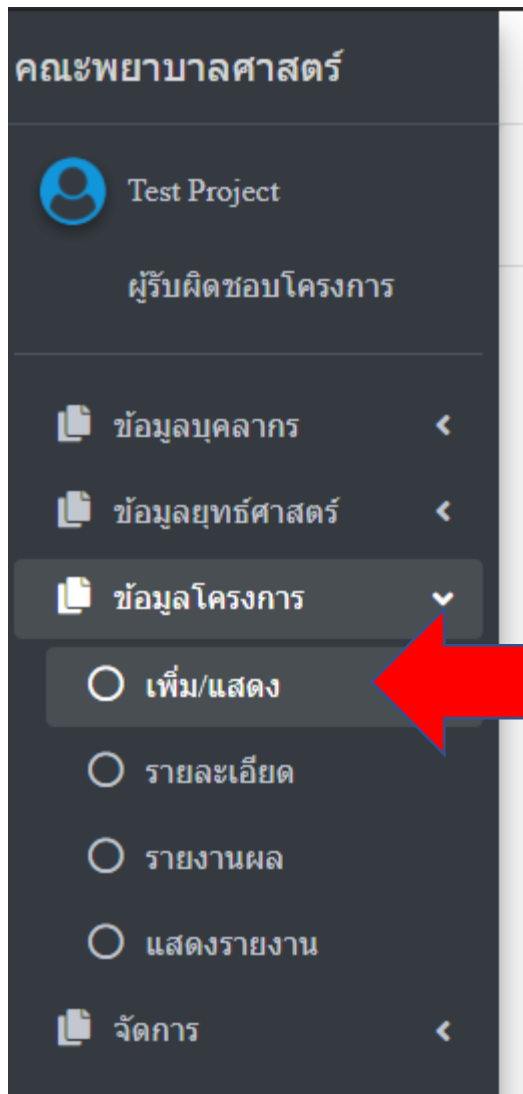 คณะพยาบาลศาสตร์
Test Project
ผู้รับผิดชอบโครงการ
ข้อมูลบุคลากร
ข้อมูลยุทธ์ศาสตร์
ข้อมูลโครงการ
เพิ่ม/แสดง
รายละเอียด
รายงานผล
แสดงรายงาน
จัดการ